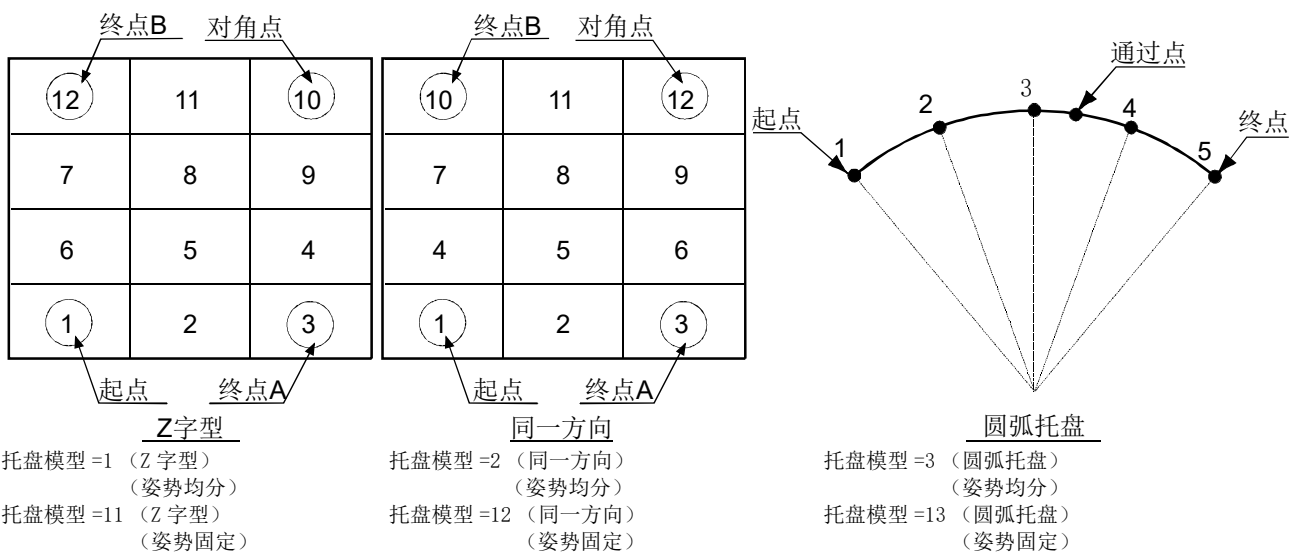 终点B 对角点 终点B 对角点
通过点
12 11 10 10 11 12
起点 1 2 3 4 5 终点
7 8 9 7 8 9
6 5 4 4 5 6
1 2 3 1 2 3
起点 终点A 起点 终点A
Z字型 同一方向 圆弧托盘
托盘模型 =1 （Z 字型） 托盘模型 =2 （同一方向） 托盘模型 =3 （圆弧托盘）
（姿势均分） （姿势均分） （姿势均分）
托盘模型 =11 （Z 字型） 托盘模型 =12 （同一方向） 托盘模型 =13 （圆弧托盘）
（姿势固定） （姿势固定） （姿势固定）